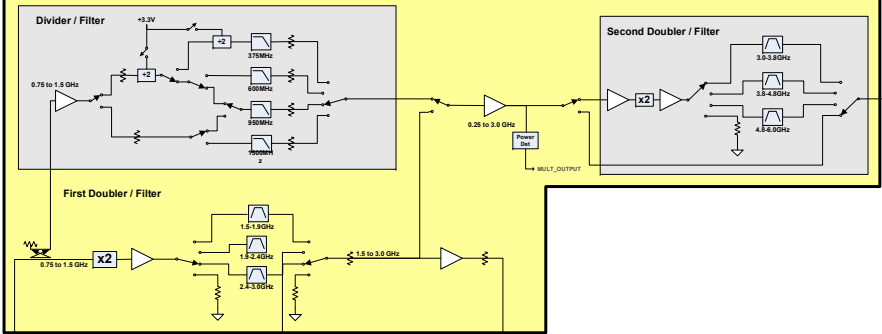 Divider / Filter
+3.3V
÷2
375MHz
0.75 to 1.5 GHz
÷2
600MHz
950MHz
1500MH
z
0.25 to 3.0 GHz
Power
Det
MULT_OUTPUT
Second Doubler / Filter
3.0-3.8GHz
x2
3.8-4.8GHz
4.8-6.0GHz
First Doubler / Filter
1.5-1.9GHz
0.75 to 1.5 GHz
x2
1.9-2.4GHz
2.4-3.0GHz
1.5 to 3.0 GHz